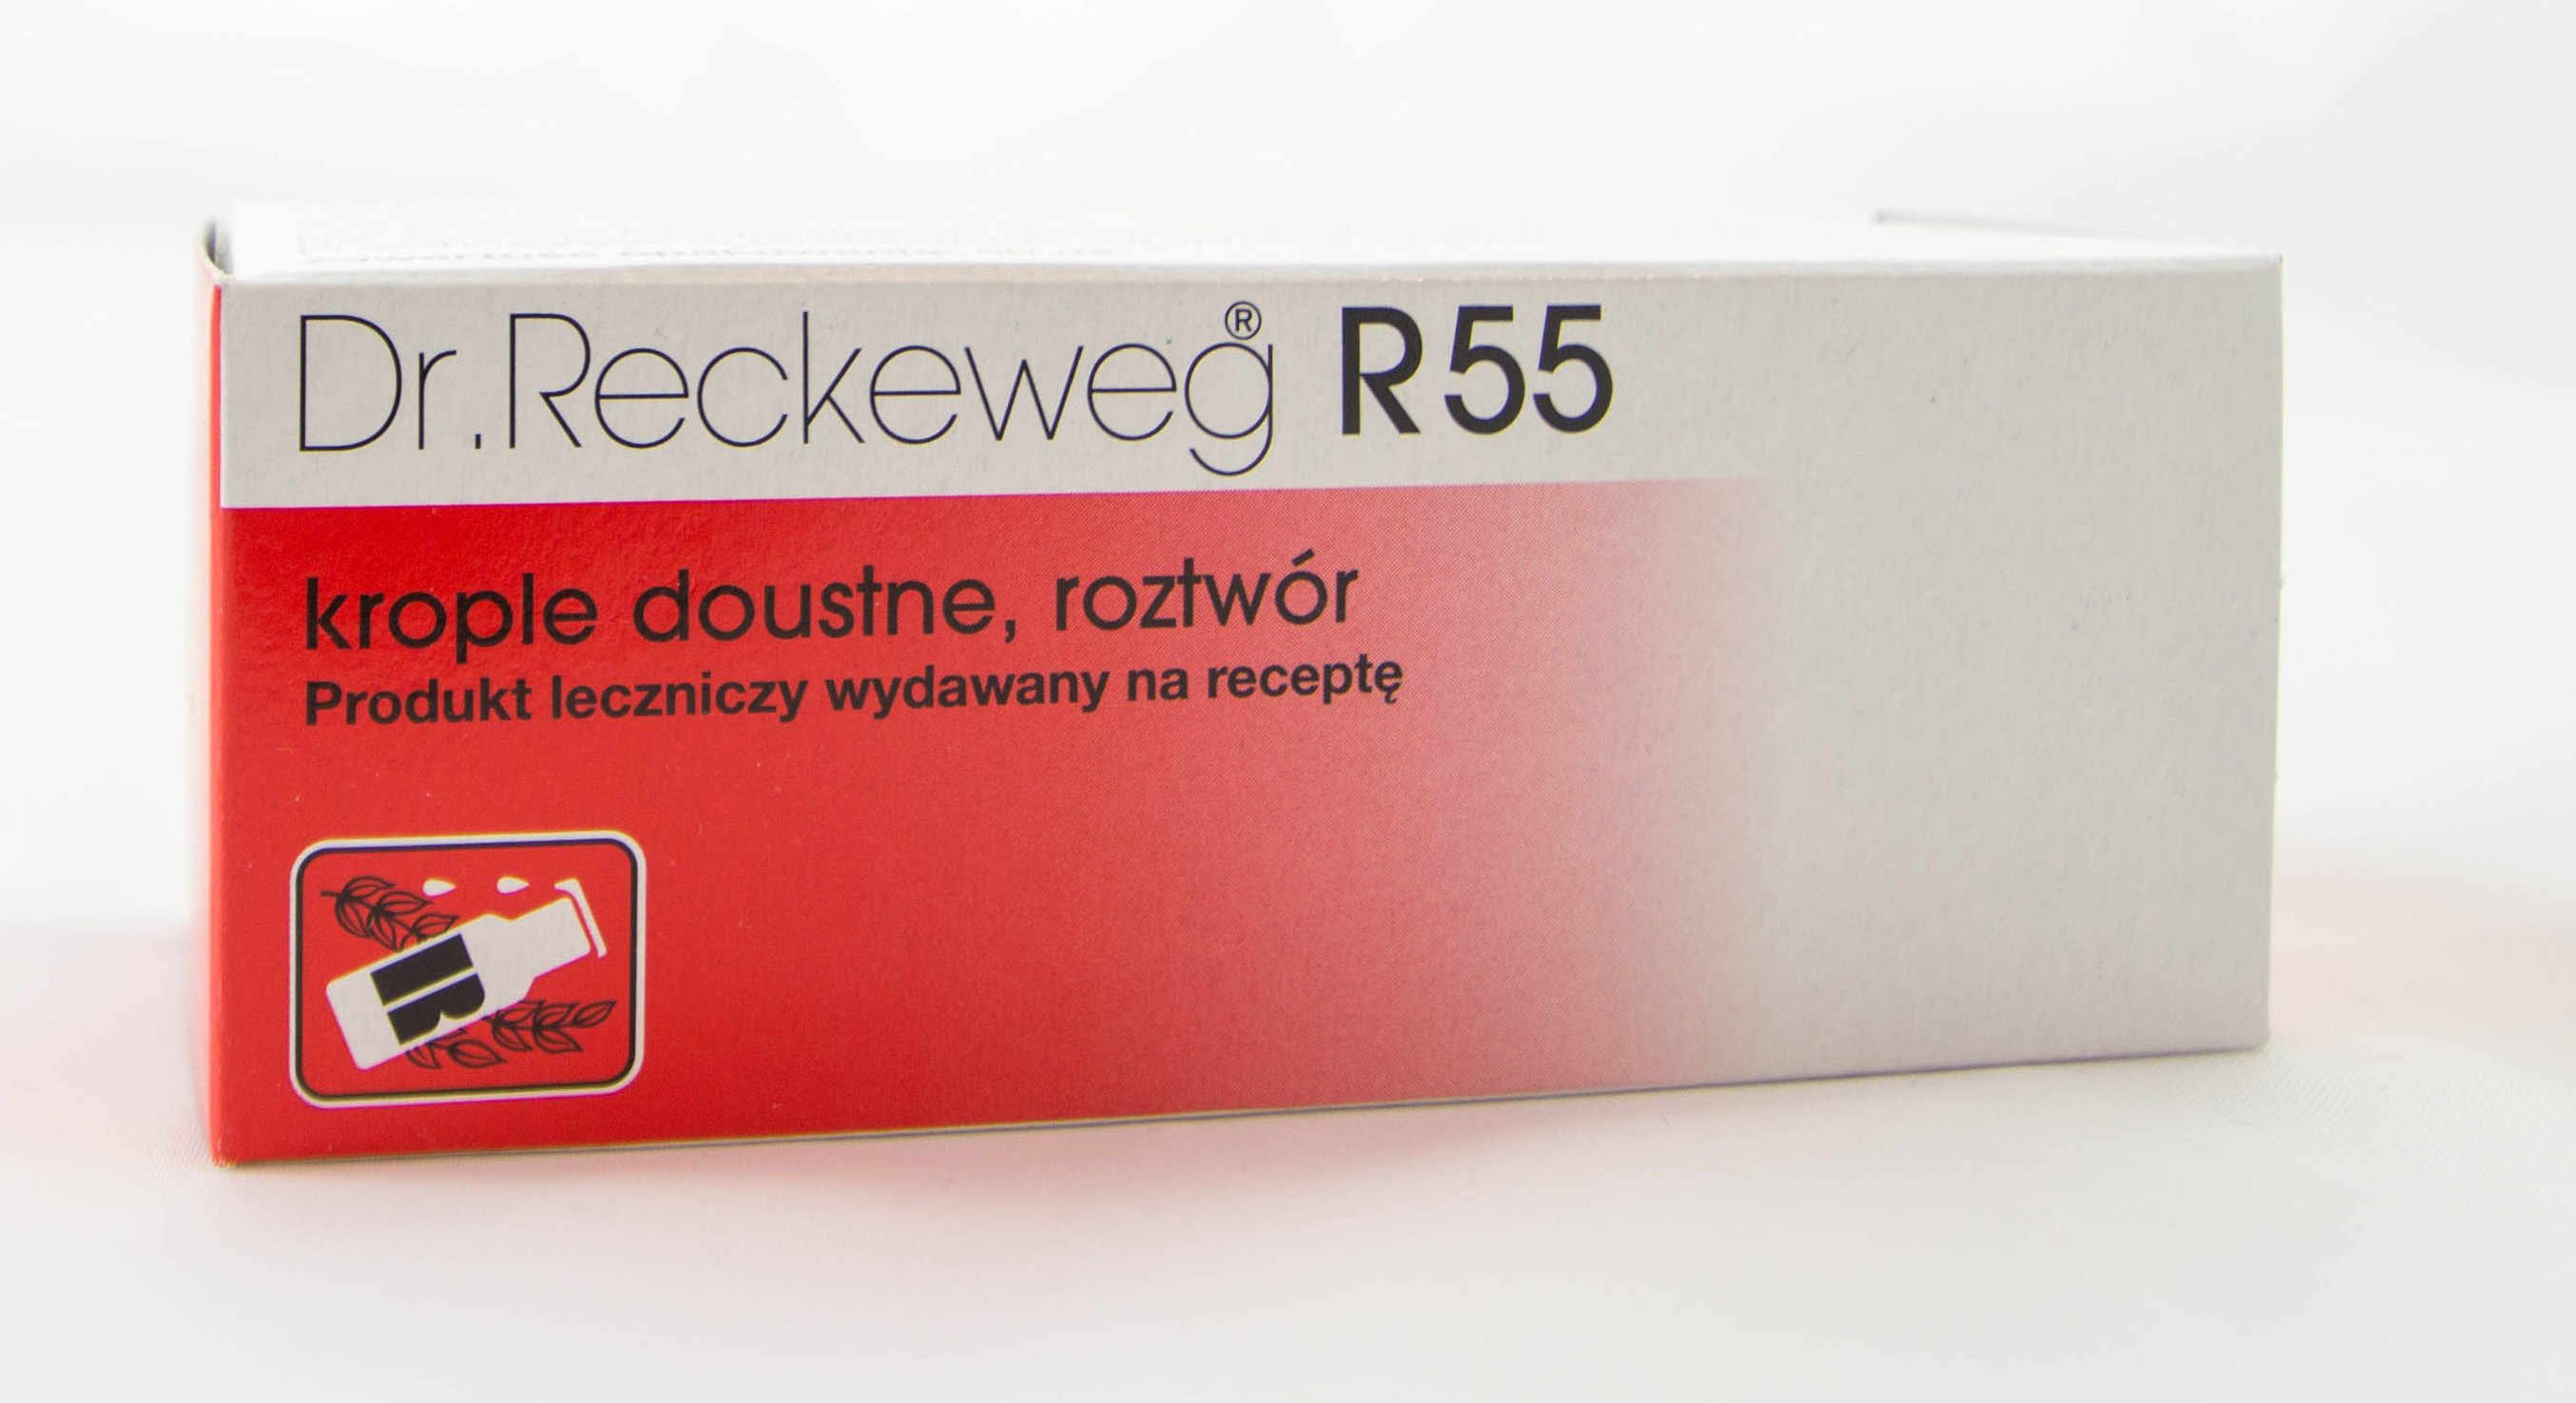 Dr.Reckeweg® R55
krople doustne, roztwór
Produkt leczniczy wydawany na receptę
R